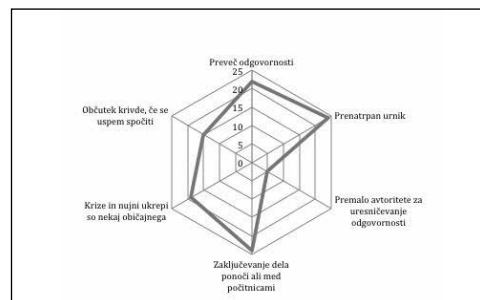 Preveč odgovornosti
25
20
15
10
5
0
Občutek krivde, če se
uspem spočiti
Prenatrpan urnik
Krize in nujni ukrepi
so nekaj običajnega
Premalo avtoritete za
uresničevanje
odgovornosti
Zaključevanje dela
ponoči ali med
počitnicami